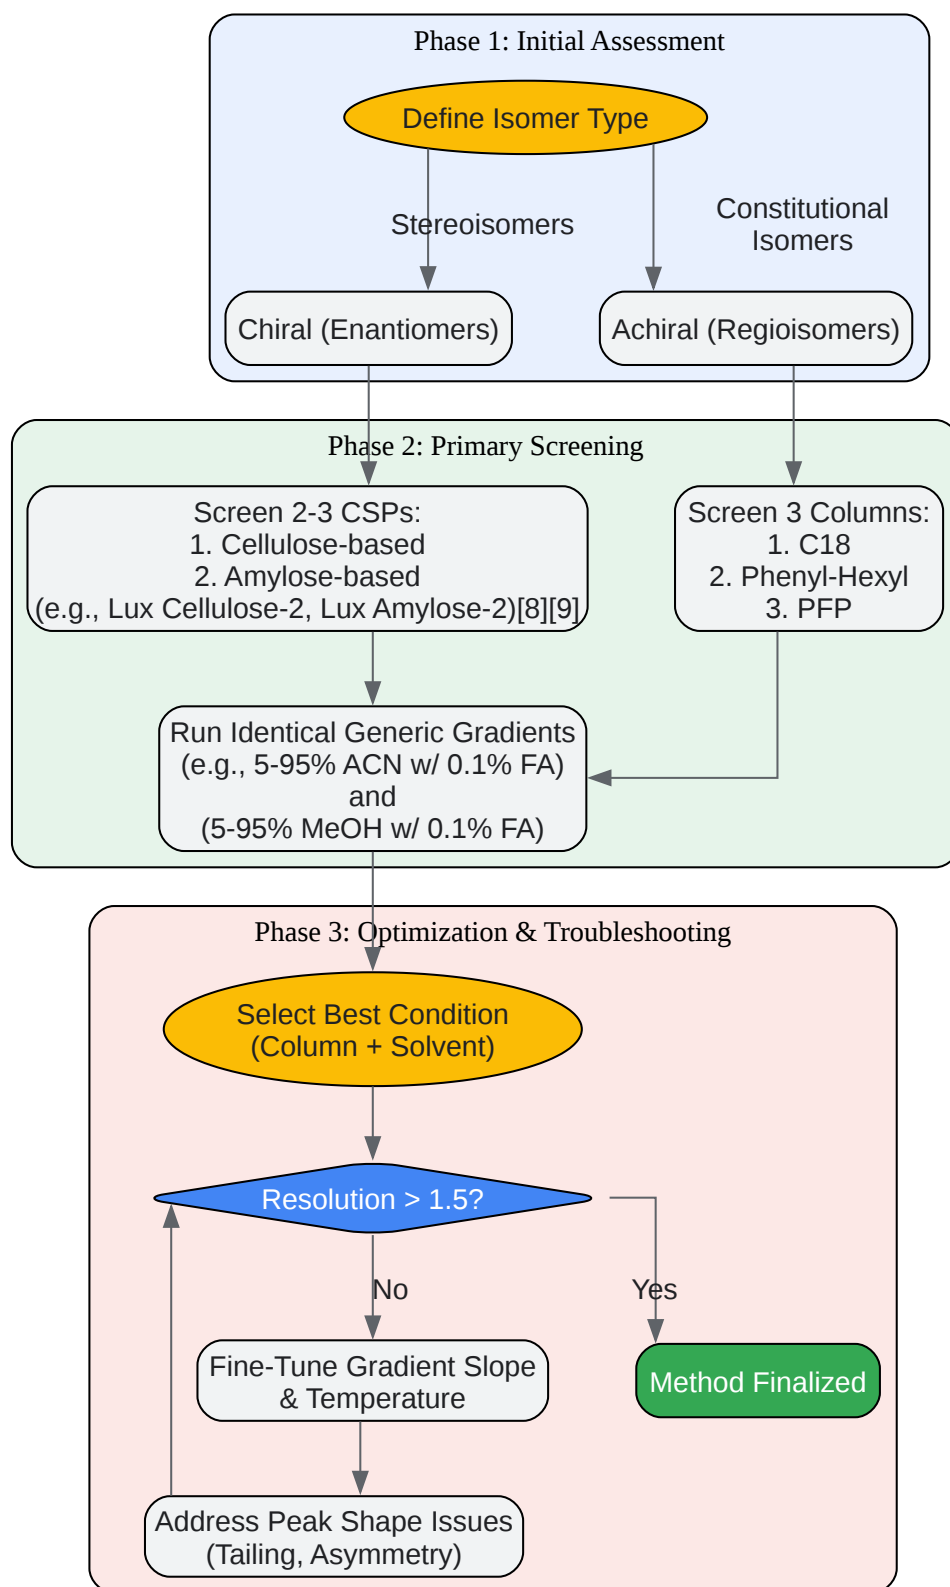 Phase 1: Initial Assessment
Define Isomer Type
Stereoisomers
Constitutional
Isomers
Chiral (Enantiomers)
Achiral (Regioisomers)
Phase 2: Primary Screening
Screen 2-3 CSPs:
1. Cellulose-based
2. Amylose-based
(e.g., Lux Cellulose-2, Lux Amylose-2)[8][9]
Screen 3 Columns:
1. C18
2. Phenyl-Hexyl
3. PFP
Run Identical Generic Gradients
(e.g., 5-95% ACN w/ 0.1% FA)
and
(5-95% MeOH w/ 0.1% FA)
Phase 3: Optimization & Troubleshooting
Select Best Condition
(Column + Solvent)
Resolution > 1.5?
No
Yes
Fine-Tune Gradient Slope
& Temperature
Method Finalized
Address Peak Shape Issues
(Tailing, Asymmetry)